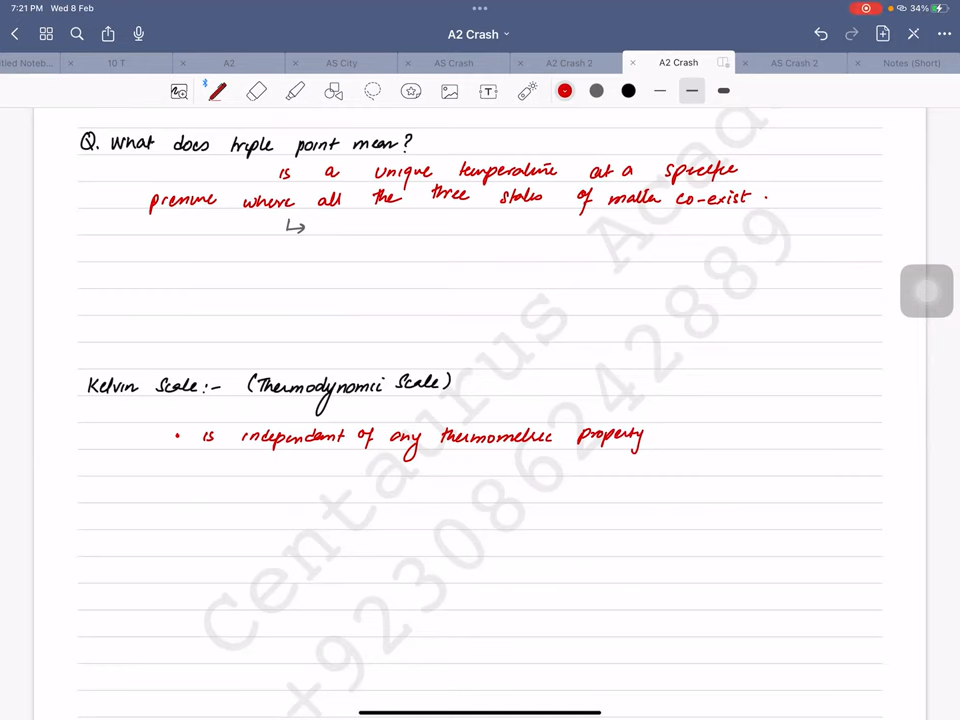 7:21 PM Wed 8 Feb
34%
A2 Crash
titled Noteb...
10 T
A2
AS City
AS Crash
A2 Crash 2
A2 Crash
AS Crash 2
Notes (Short)
Q. What does triple point mean?
is a unique temperature at a specific
pressure where all the three states of matter co-exist.
Kelvin Scale:- (Thermodynamic Scale)
• is independent of any thermometric property
Centaurus Acad
+923086242889